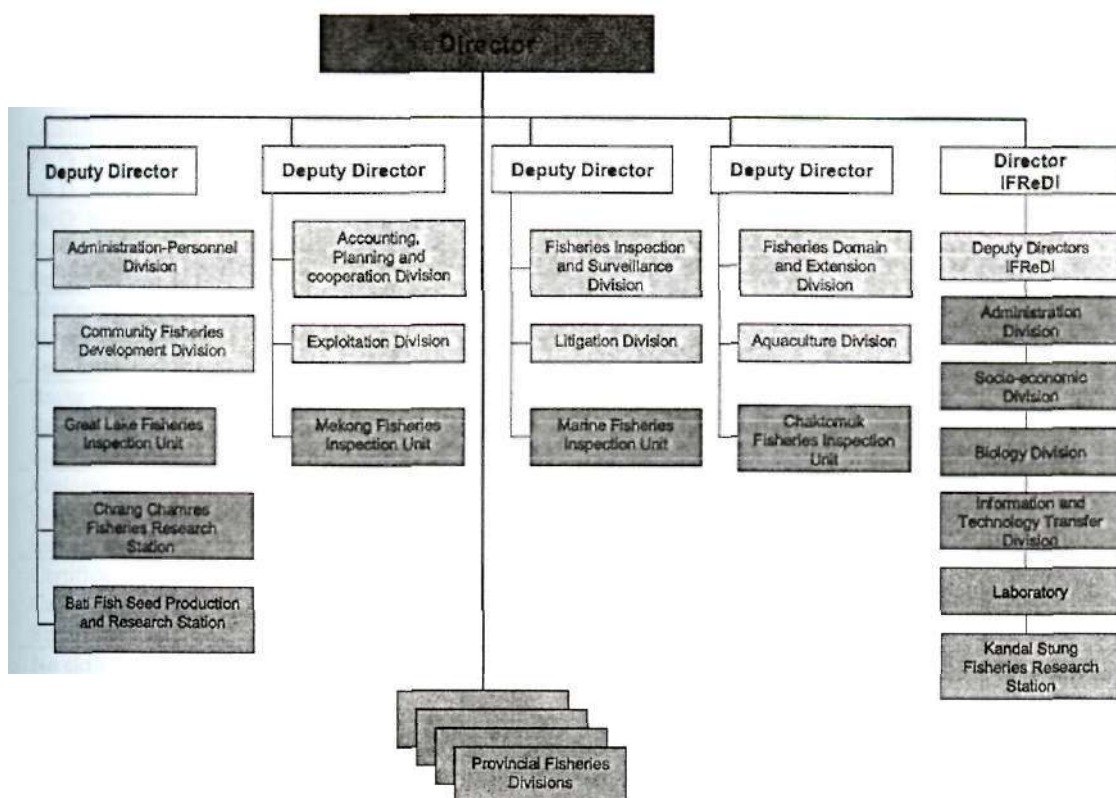 Director
Deputy Director
Administration-Personnel
Division
Community Fisheries
Development Division
Great Lake Fisheries
Inspection Unit
Chrang Chamres
Fisheries Research
Station
Bati Fish Seed Production
and Research Station
Deputy Director
Accounting,
Planning and
cooperation Division
Exploitation Division
Mekong Fisheries
Inspection Unit
Deputy Director
Fisheries Inspection
and Surveillance
Division
Litigation Division
Marine Fisheries
Inspection Unit
Deputy Director
Fisheries Domain
and Extension
Division
Aquaculture Division
Chaktomuk
Fisheries Inspection
Unit
Director
IFReDI
Deputy Directors
IFReDI
Administration
Division
Socio-economic
Division
Biology Division
Information and
Technology Transfer
Division
Laboratory
Kandal Stung
Fisheries Research
Station
Provincial Fisheries
Divisions